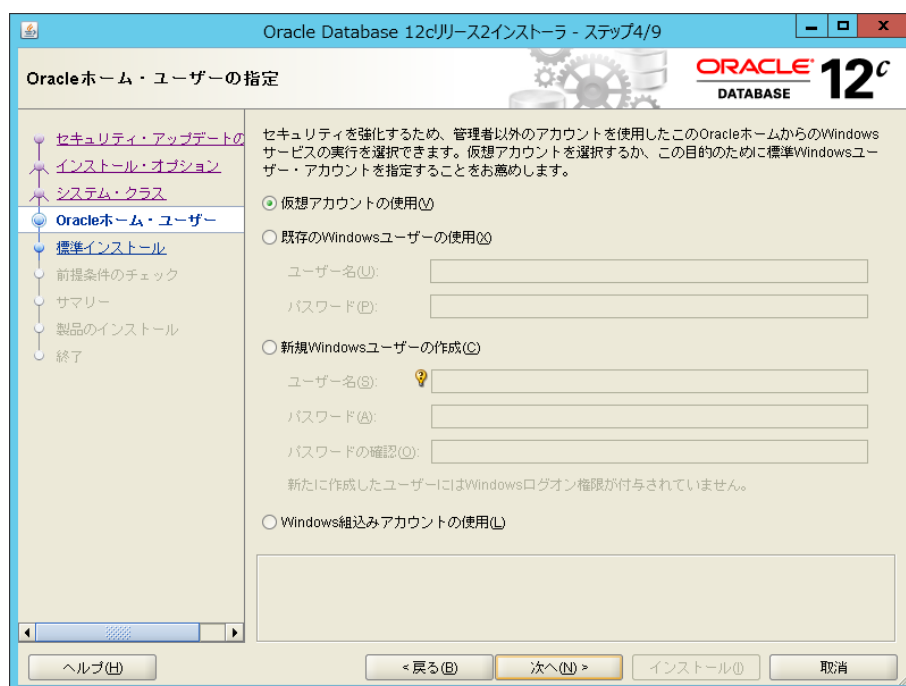 Oracle Database 12cリリース2インストーラ - ステップ4/9
Oracleホーム・ユーザーの指定
ORACLE
DATABASE
12c
セキュリティ・アップデートの
インストール・オプション
システム・クラス
Oracleホーム・ユーザー
標準インストール
前提条件のチェック
サマリー
製品のインストール
終了
セキュリティを強化するため、管理者以外のアカウントを使用したこのOracleホームからのWindows
サービスの実行を選択できます。仮想アカウントを選択するか、この目的のために標準Windowsユー
ザー・アカウントを指定することをお薦めします。
仮想アカウントの使用(V)
既存のWindowsユーザーの使用(X)
ユーザー名(U):
パスワード(P):
新規Windowsユーザーの作成(C)
ユーザー名(S):
パスワード(A):
パスワードの確認(O):
新たに作成したユーザーにはWindowsログオン権限が付与されていません。
Windows組込みアカウントの使用(L)
ヘルプ(H)
<戻る(B)
次へ(N)>
インストール(I)
取消